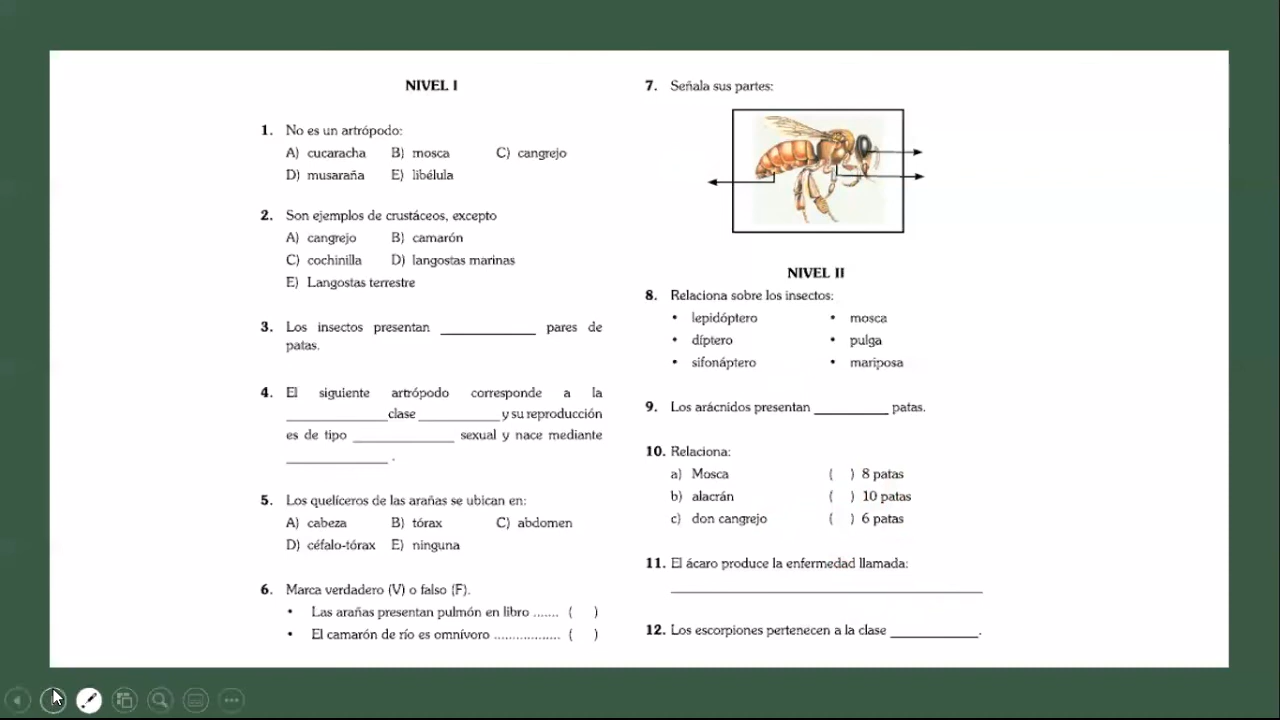 NIVEL I
1. No es un artrópodo:
A) cucaracha B) mosca C) cangrejo
D) musaraña E) libélula
2. Son ejemplos de crustáceos, excepto
A) cangrejo B) camarón
C) cochinilla D) langostas marinas
E) Langostas terrestre
3. Los insectos presentan ______________ pares de
patas.
4. El siguiente artrópodo corresponde a la
_______________clase ____________ y su reproducción
es de tipo _______________ sexual y nace mediante
_______________ .
5. Los quelíceros de las arañas se ubican en:
A) cabeza B) tórax C) abdomen
D) céfalo-tórax E) ninguna
6. Marca verdadero (V) o falso (F).
• Las arañas presentan pulmón en libro ....... ( )
• El camarón de río es omnívoro .................. ( )
7. Señala sus partes:
NIVEL II
8. Relaciona sobre los insectos:
• lepidóptero • mosca
• díptero • pulga
• sifonáptero • mariposa
9. Los arácnidos presentan ___________ patas.
10. Relaciona:
a) Mosca ( ) 8 patas
b) alacrán ( ) 10 patas
c) don cangrejo ( ) 6 patas
11. El ácaro produce la enfermedad llamada:
______________________________________________
12. Los escorpiones pertenecen a la clase _____________.